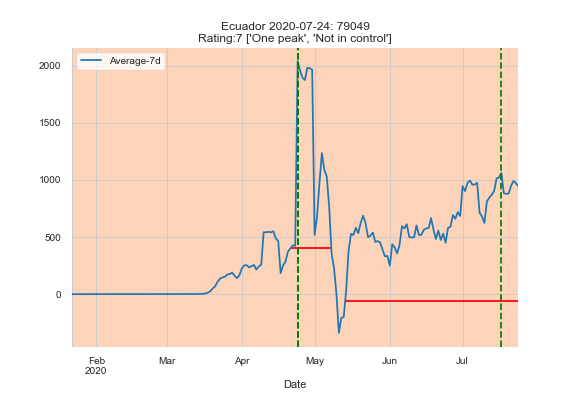 Ecuador 2020-07-24: 79049
Rating:7 ['One peak', 'Not in control']
Average-7d
2000
1500
1000
500
0
Feb
2020
Mar
Apr
May
Jun
Jul
Date